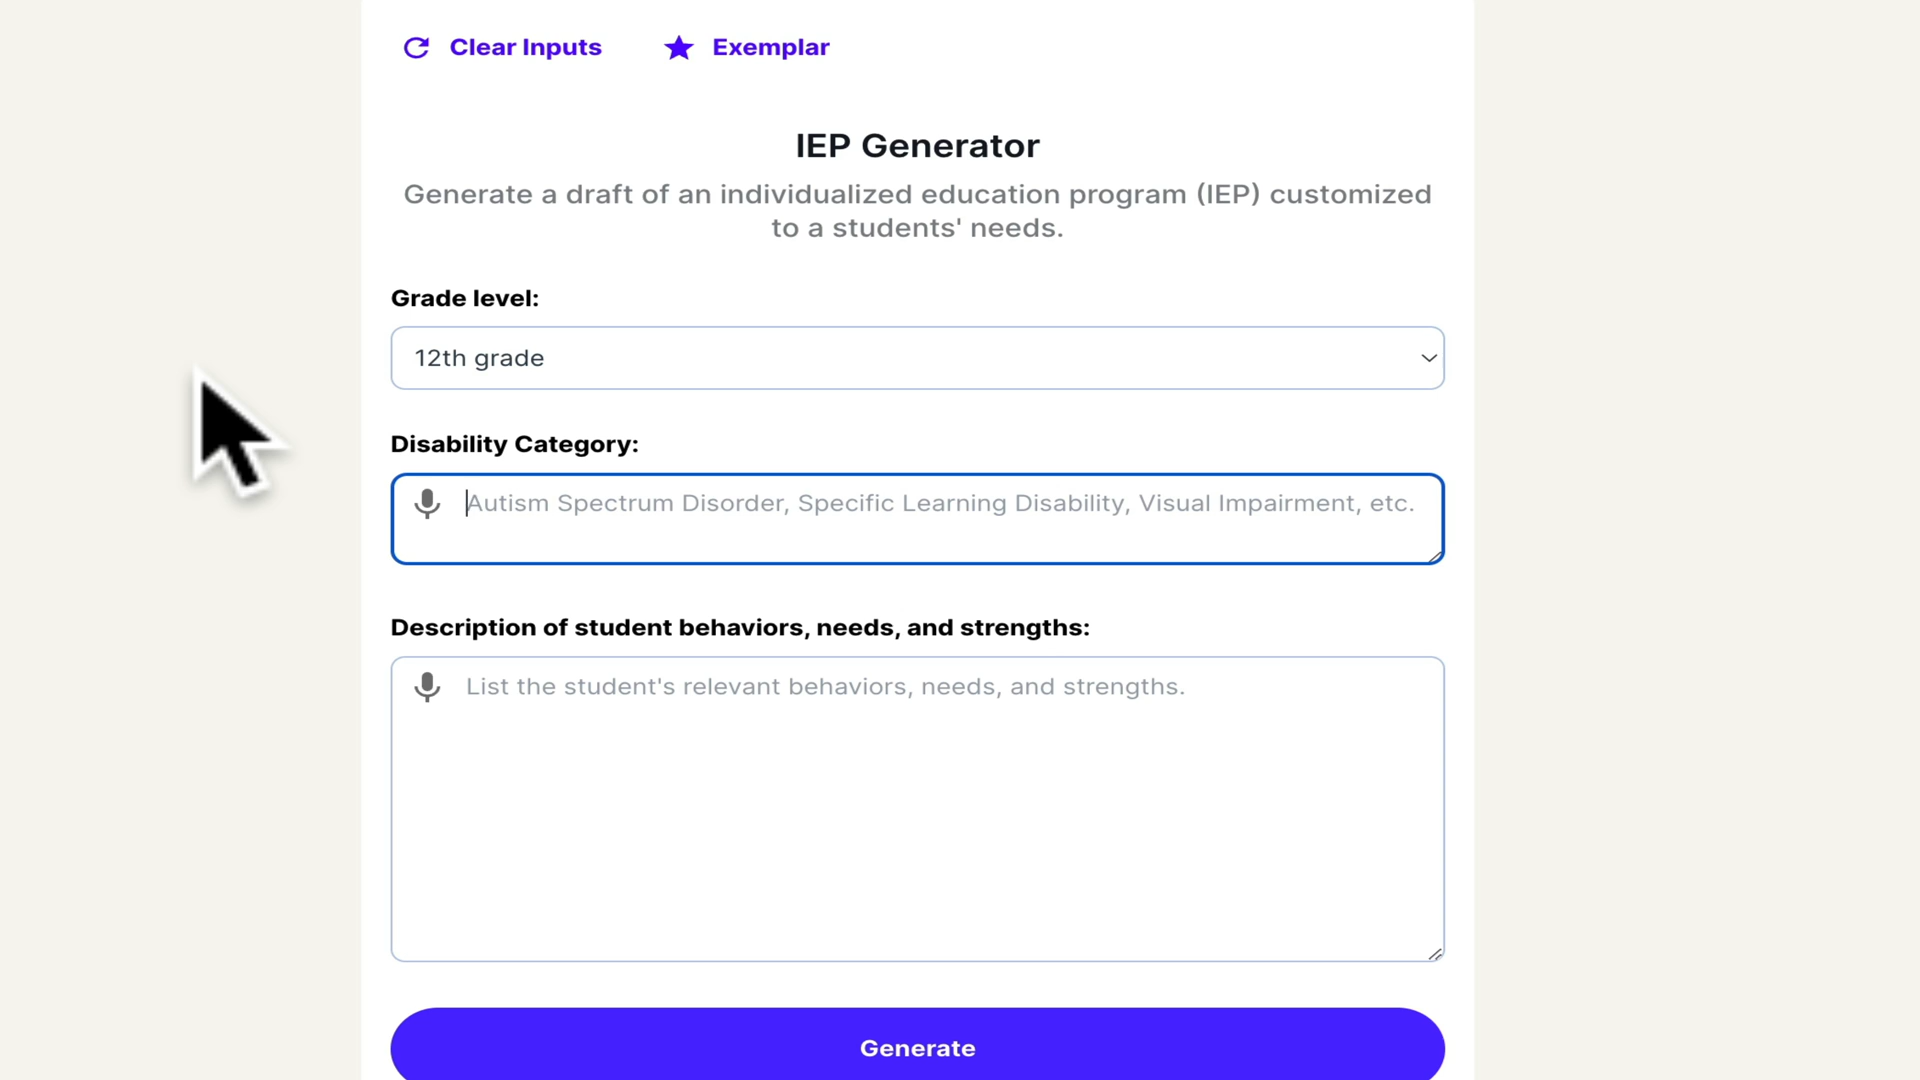 Clear Inputs
Exemplar
IEP Generator
Generate a draft of an individualized education program (IEP) customized
to a students' needs.
Grade level:
12th grade
Disability Category:
Autism Spectrum Disorder, Specific Learning Disability, Visual Impairment, etc.
Description of student behaviors, needs, and strengths:
List the student's relevant behaviors, needs, and strengths.
Generate